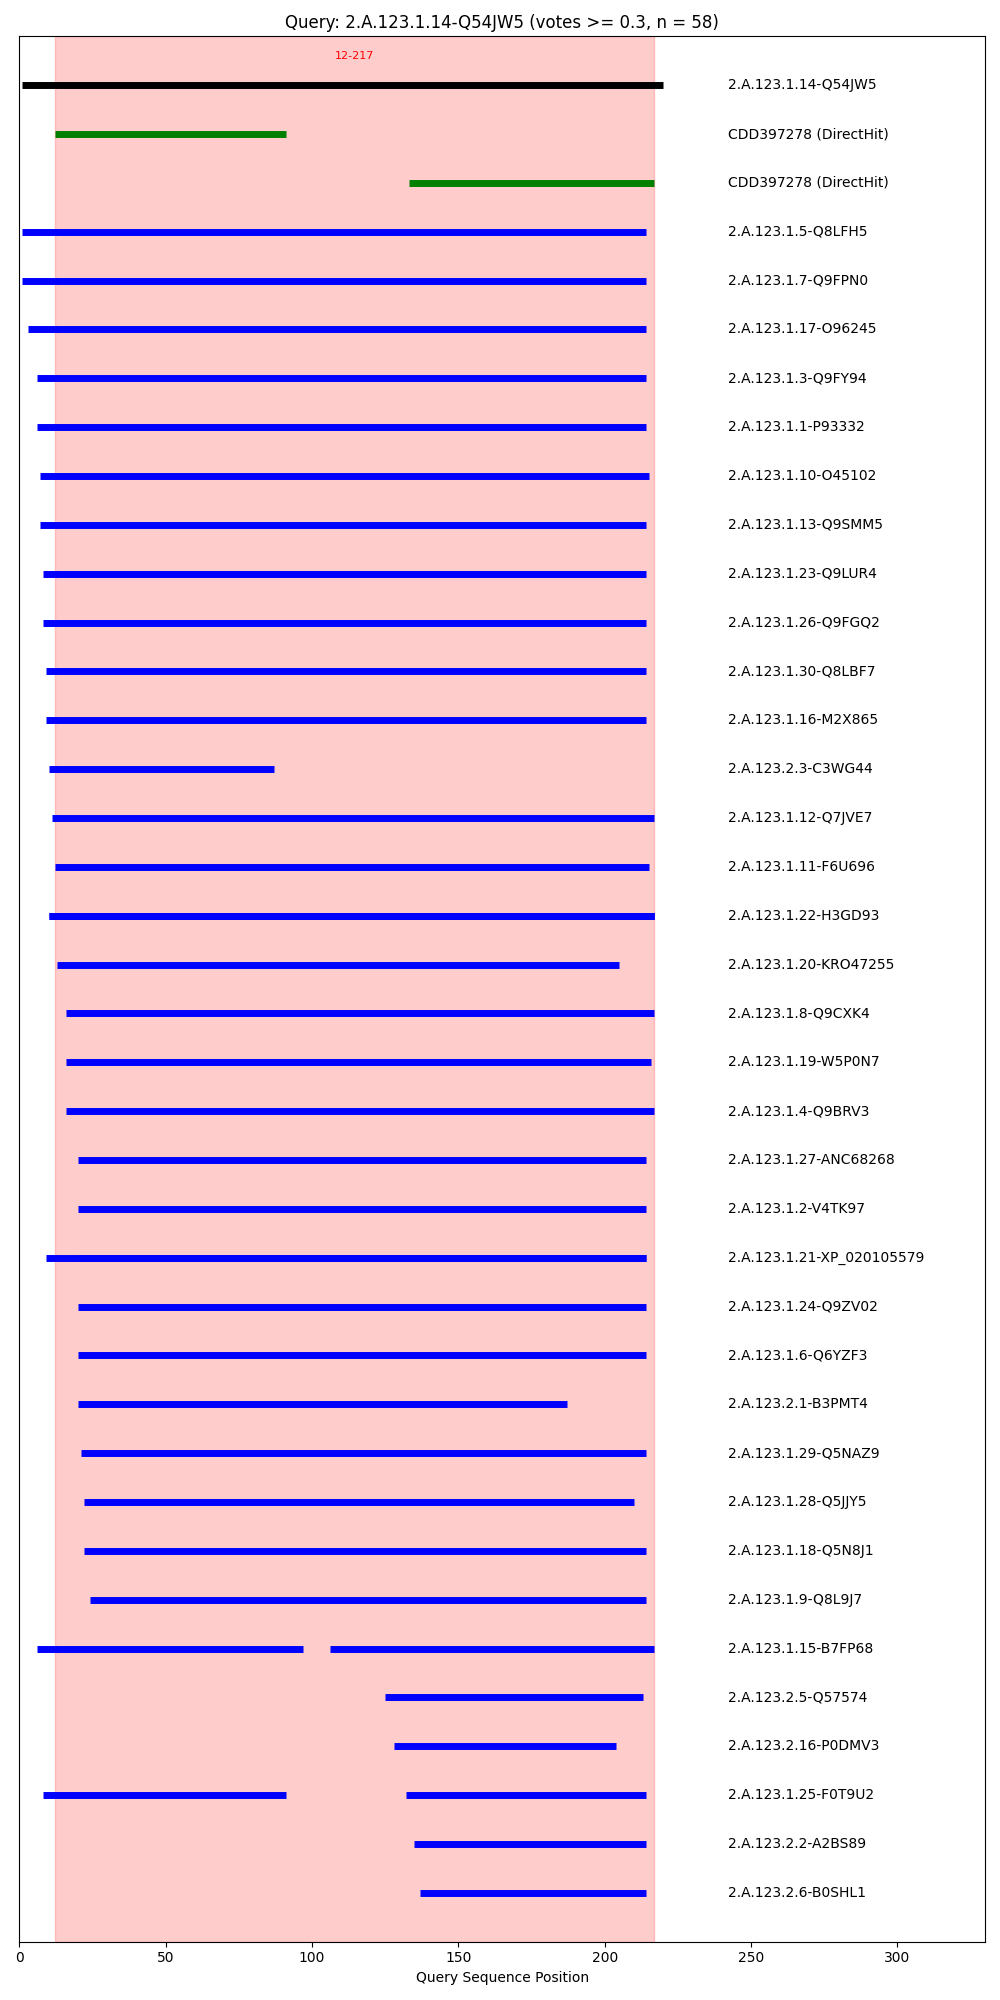 Query: 2.A.123.1.14-Q54JW5 (votes >= 0.3, n = 58)
12-217
2.A.123.1.14-Q54JW5
CDD397278 (DirectHit)
CDD397278 (DirectHit)
2.A.123.1.5-Q8LFH5
2.A.123.1.7-Q9FPN0
2.A.123.1.17-O96245
2.A.123.1.3-Q9FY94
2.A.123.1.1-P93332
2.A.123.1.10-O45102
2.A.123.1.13-Q9SMM5
2.A.123.1.23-Q9LUR4
2.A.123.1.26-Q9FGQ2
2.A.123.1.30-Q8LBF7
2.A.123.1.16-M2X865
2.A.123.2.3-C3WG44
2.A.123.1.12-Q7JVE7
2.A.123.1.11-F6U696
2.A.123.1.22-H3GD93
2.A.123.1.20-KRO47255
2.A.123.1.8-Q9CXK4
2.A.123.1.19-W5P0N7
2.A.123.1.4-Q9BRV3
2.A.123.1.27-ANC68268
2.A.123.1.2-V4TK97
2.A.123.1.21-XP_020105579
2.A.123.1.24-Q9ZV02
2.A.123.1.6-Q6YZF3
2.A.123.2.1-B3PMT4
2.A.123.1.29-Q5NAZ9
2.A.123.1.28-Q5JJY5
2.A.123.1.18-Q5N8J1
2.A.123.1.9-Q8L9J7
2.A.123.1.15-B7FP68
2.A.123.2.5-Q57574
2.A.123.2.16-P0DMV3
2.A.123.1.25-F0T9U2
2.A.123.2.2-A2BS89
2.A.123.2.6-B0SHL1
0 50 100 150 200 250 300
Query Sequence Position